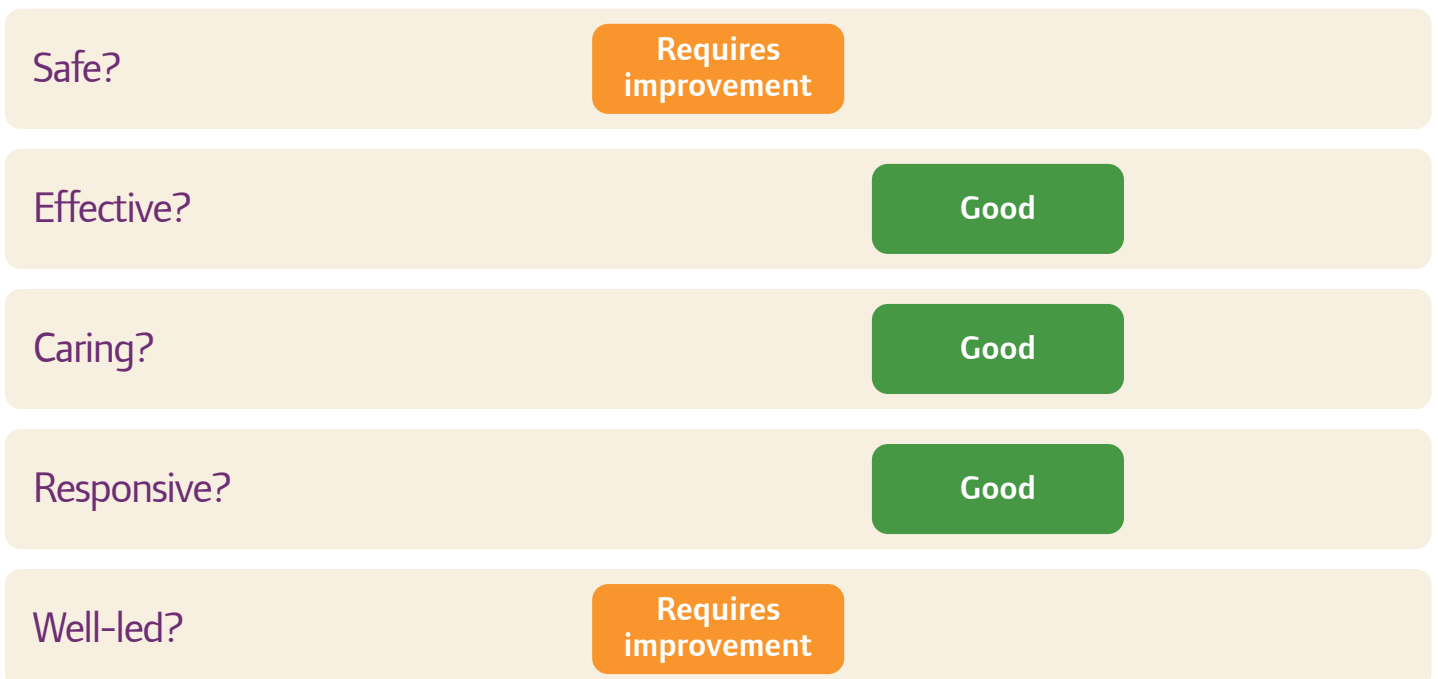 Safe?
Requires
improvement
Effective?
Good
Caring?
Good
Responsive?
Good
Well-led?
Requires
improvement